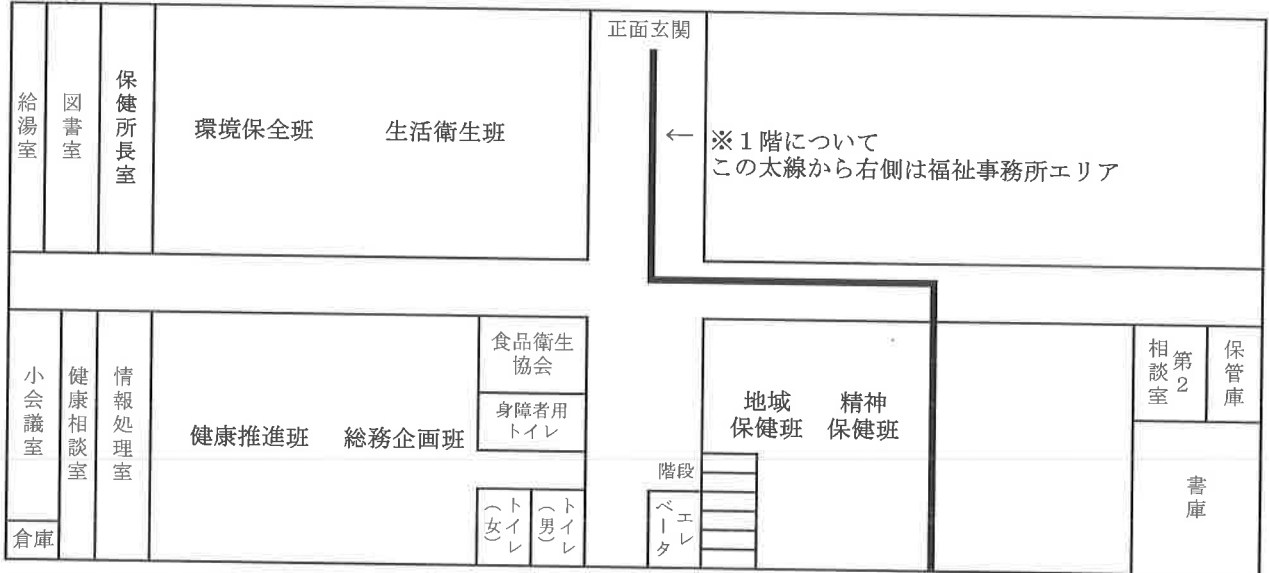 正面玄関
給湯室
図書室
保健所長室
環境保全班
生活衛生班
← ※１階について
この太線から右側は福祉事務所エリア
小会議室
倉庫
健康相談室
情報処理室
健康推進班
総務企画班
食品衛生
協会
身障者用
トイレ
トイレ
（女）
トイレ
（男）
階段
エレ
ベータ
地域
保健班
精神
保健班
第２
相談室
保管庫
書庫